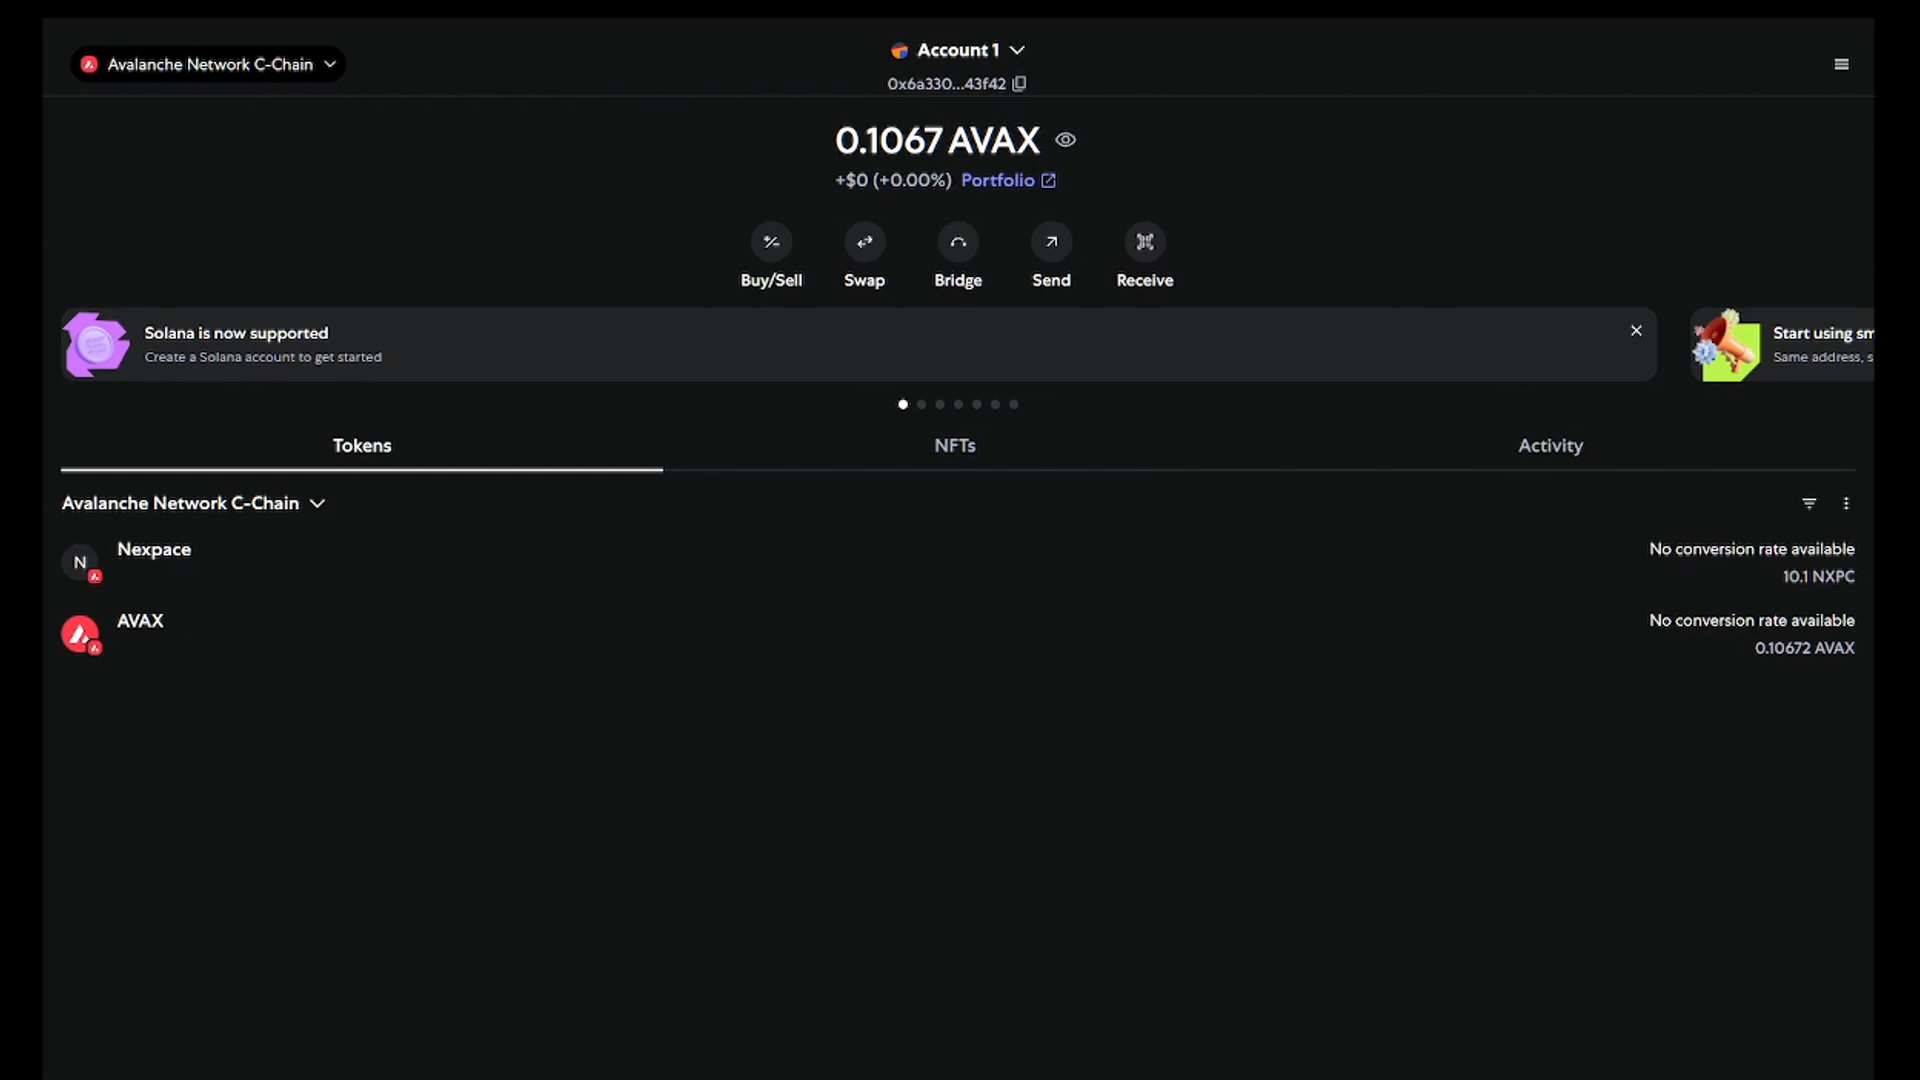 Avalanche Network C-Chain
Account 1
0x6a330...43f42
0.1067 AVAX
+$0 (+0.00%) Portfolio
Buy/Sell
Swap
Bridge
Send
Receive
Solana is now supported
Create a Solana account to get started
Start using sm
Same address, s
Tokens
NFTs
Activity
Avalanche Network C-Chain
N
Nexpace
No conversion rate available
10.1 NXPC
AVAX
No conversion rate available
0.10672 AVAX